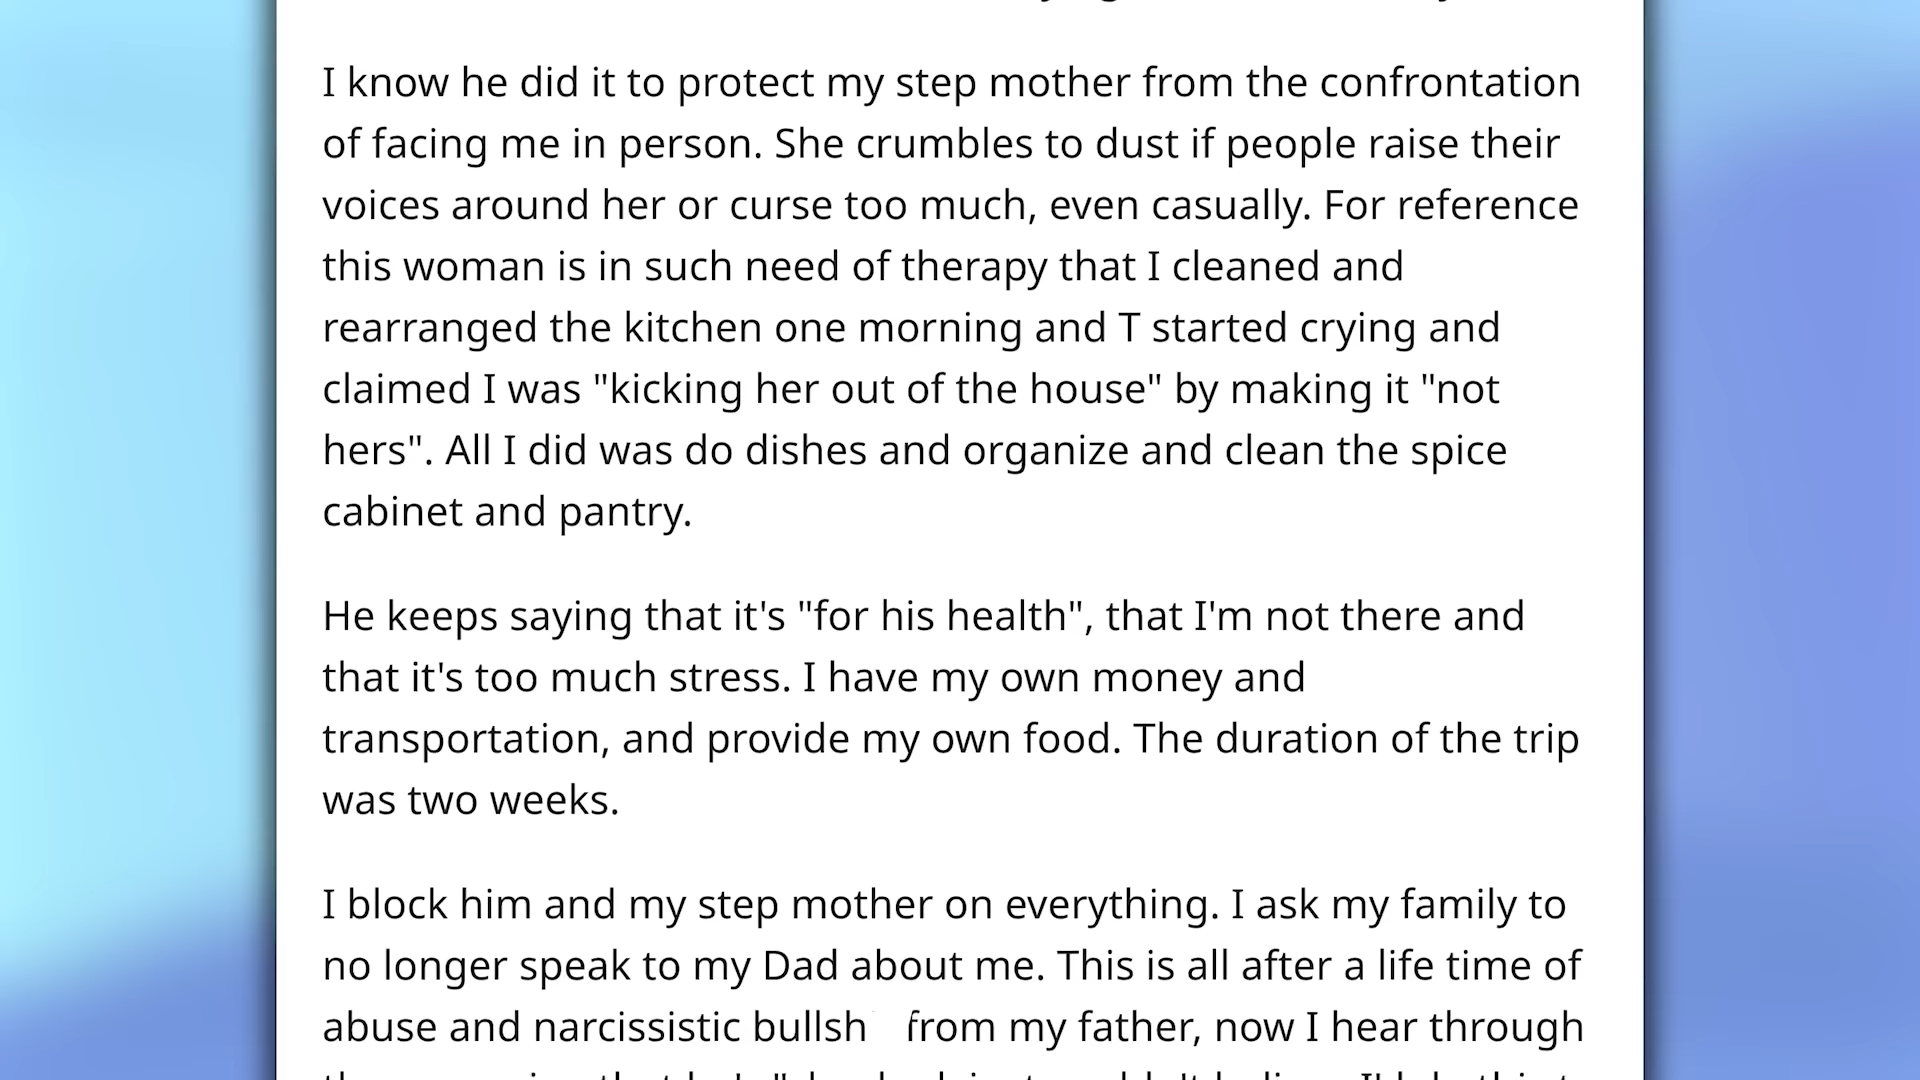 I know he did it to protect my step mother from the confrontation
of facing me in person. She crumbles to dust if people raise their
voices around her or curse too much, even casually. For reference
this woman is in such need of therapy that I cleaned and
rearranged the kitchen one morning and T started crying and
claimed I was "kicking her out of the house" by making it "not
hers". All I did was do dishes and organize and clean the spice
cabinet and pantry.
He keeps saying that it's "for his health", that I'm not there and
that it's too much stress. I have my own money and
transportation, and provide my own food. The duration of the trip
was two weeks.
I block him and my step mother on everything. I ask my family to
no longer speak to my Dad about me. This is all after a life time of
abuse and narcissistic bullsh from my father, now I hear through